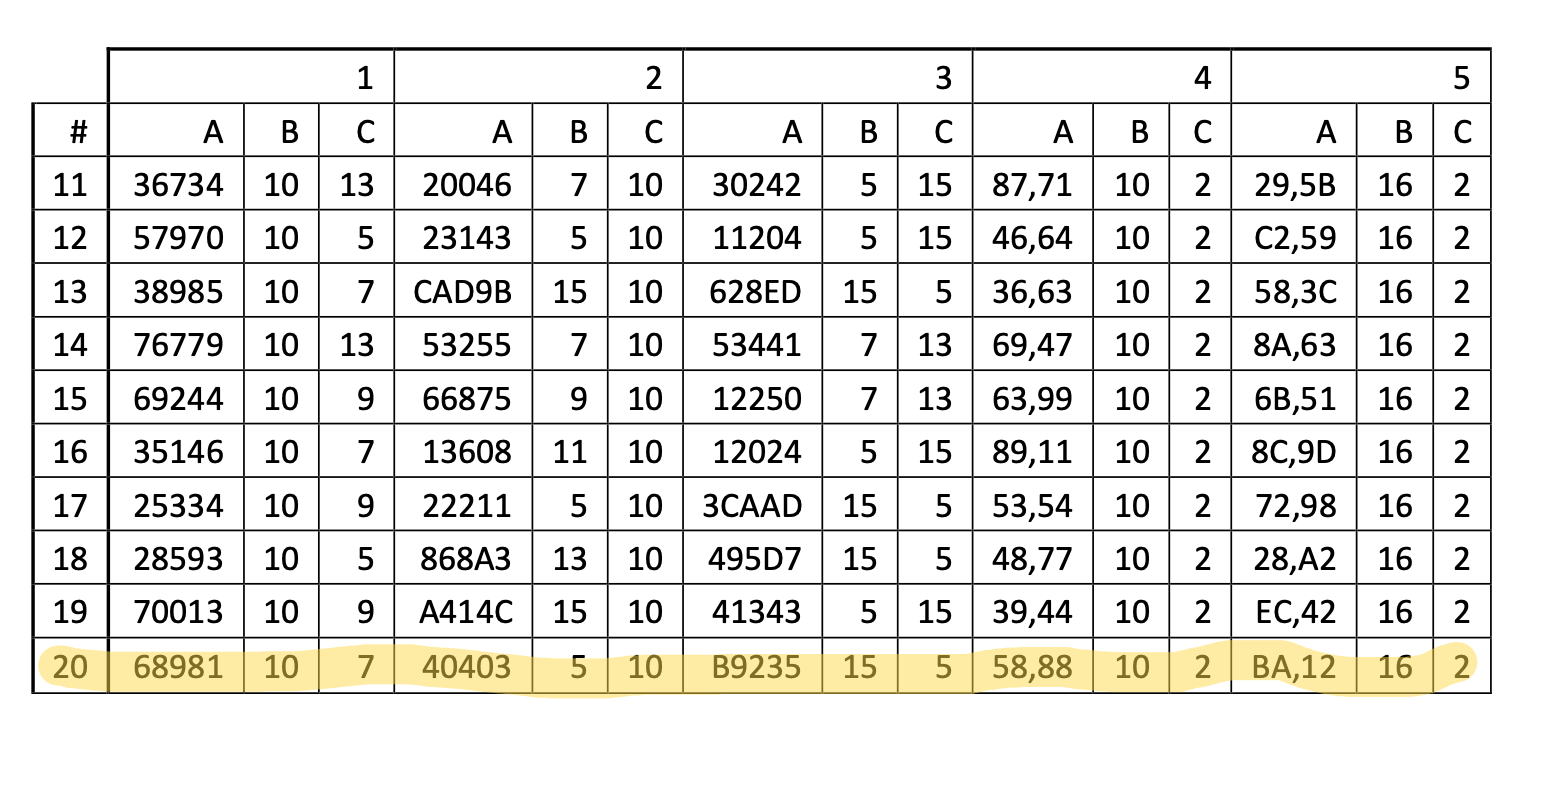 1 2 3 4 5
# A B C A B C A B C A B C A B C
11 36734 10 13 20046 7 10 30242 5 15 87,71 10 2 29,5B 16 2
12 57970 10 5 23143 5 10 11204 5 15 46,64 10 2 C2,59 16 2
13 38985 10 7 CAD9B 15 10 628ED 15 5 36,63 10 2 58,3C 16 2
14 76779 10 13 53255 7 10 53441 7 13 69,47 10 2 8A,63 16 2
15 69244 10 9 66875 9 10 12250 7 13 63,99 10 2 6B,51 16 2
16 35146 10 7 13608 11 10 12024 5 15 89,11 10 2 8C,9D 16 2
17 25334 10 9 22211 5 10 3CAAD 15 5 53,54 10 2 72,98 16 2
18 28593 10 5 868A3 13 10 495D7 15 5 48,77 10 2 28,A2 16 2
19 70013 10 9 A414C 15 10 41343 5 15 39,44 10 2 EC,42 16 2
20 68981 10 7 40403 5 10 B9235 15 5 58,88 10 2 BA,12 16 2